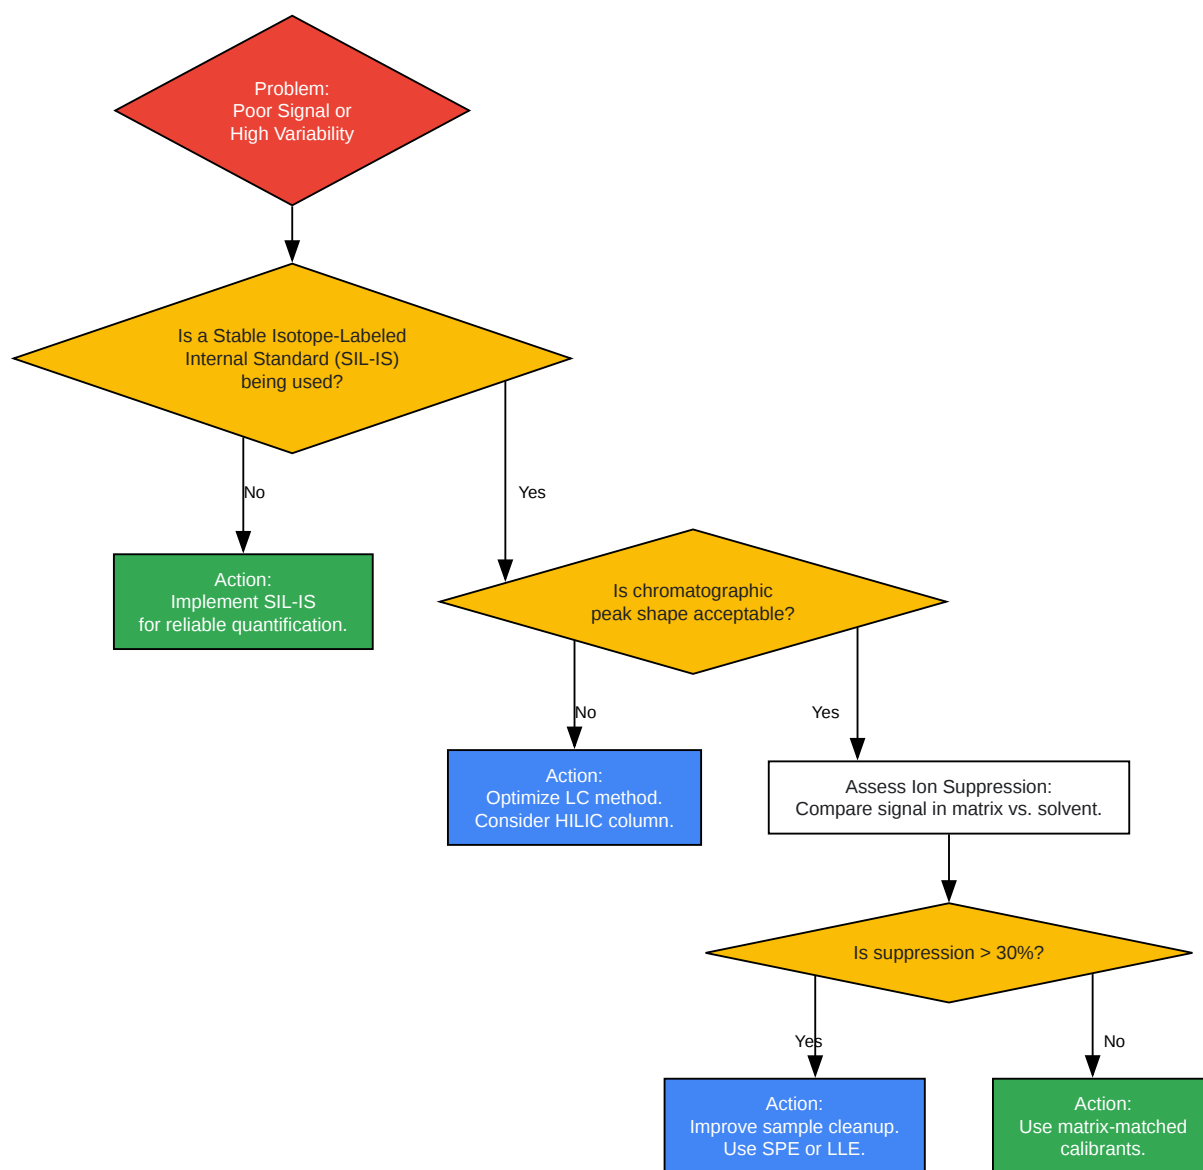 Problem:
Poor Signal or
High Variability
Is a Stable Isotope-Labeled
Internal Standard (SIL-IS)
being used?
No
Yes
Action:
Implement SIL-IS
for reliable quantification.
Is chromatographic
peak shape acceptable?
No
Yes
Action:
Optimize LC method.
Consider HILIC column.
Assess Ion Suppression:
Compare signal in matrix vs. solvent.
Is suppression > 30%?
Yes
No
Action:
Improve sample cleanup.
Use SPE or LLE.
Action:
Use matrix-matched
calibrants.